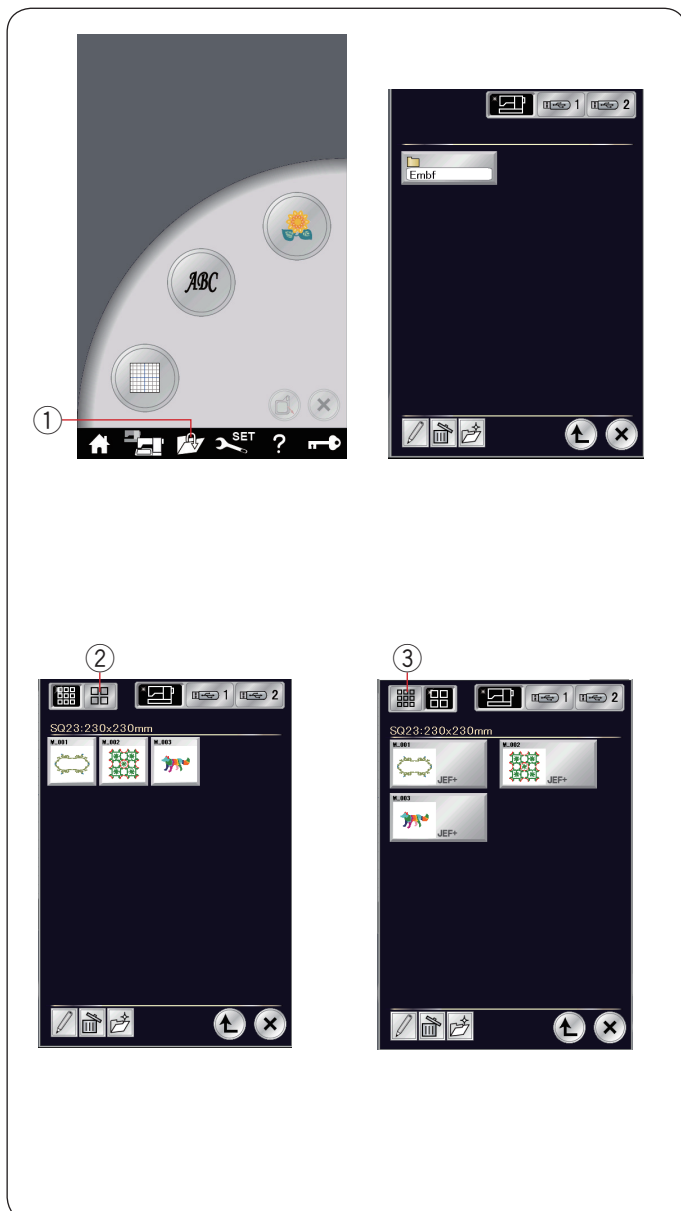 ABC
①
SET
?
1
2
Embf
②
1
2
SQ23:230x230mm
M_001
M_002
M_003
③
1
2
SQ23:230x230mm
M_001
JEF+
M_002
JEF+
M_003
JEF+